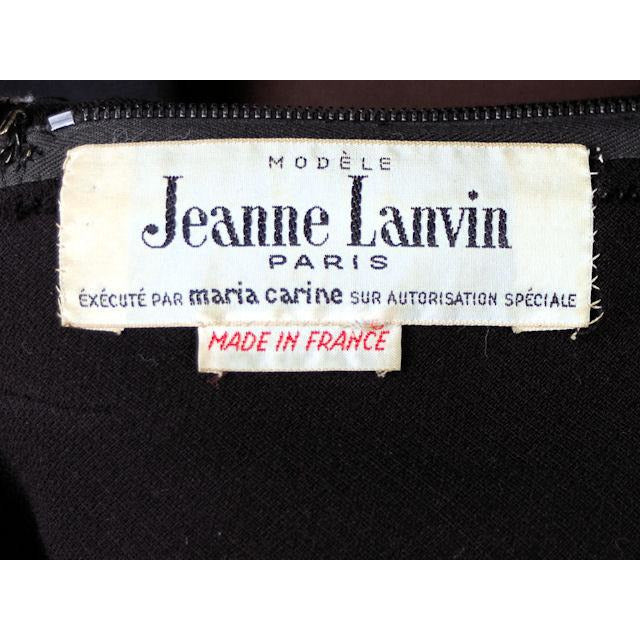 MODÈLE
Jeanne Lanvin
PARIS
EXÉCUTÉ PAR maria carine SUR AUTORISATION SPÉCIALE
MADE IN FRANCE